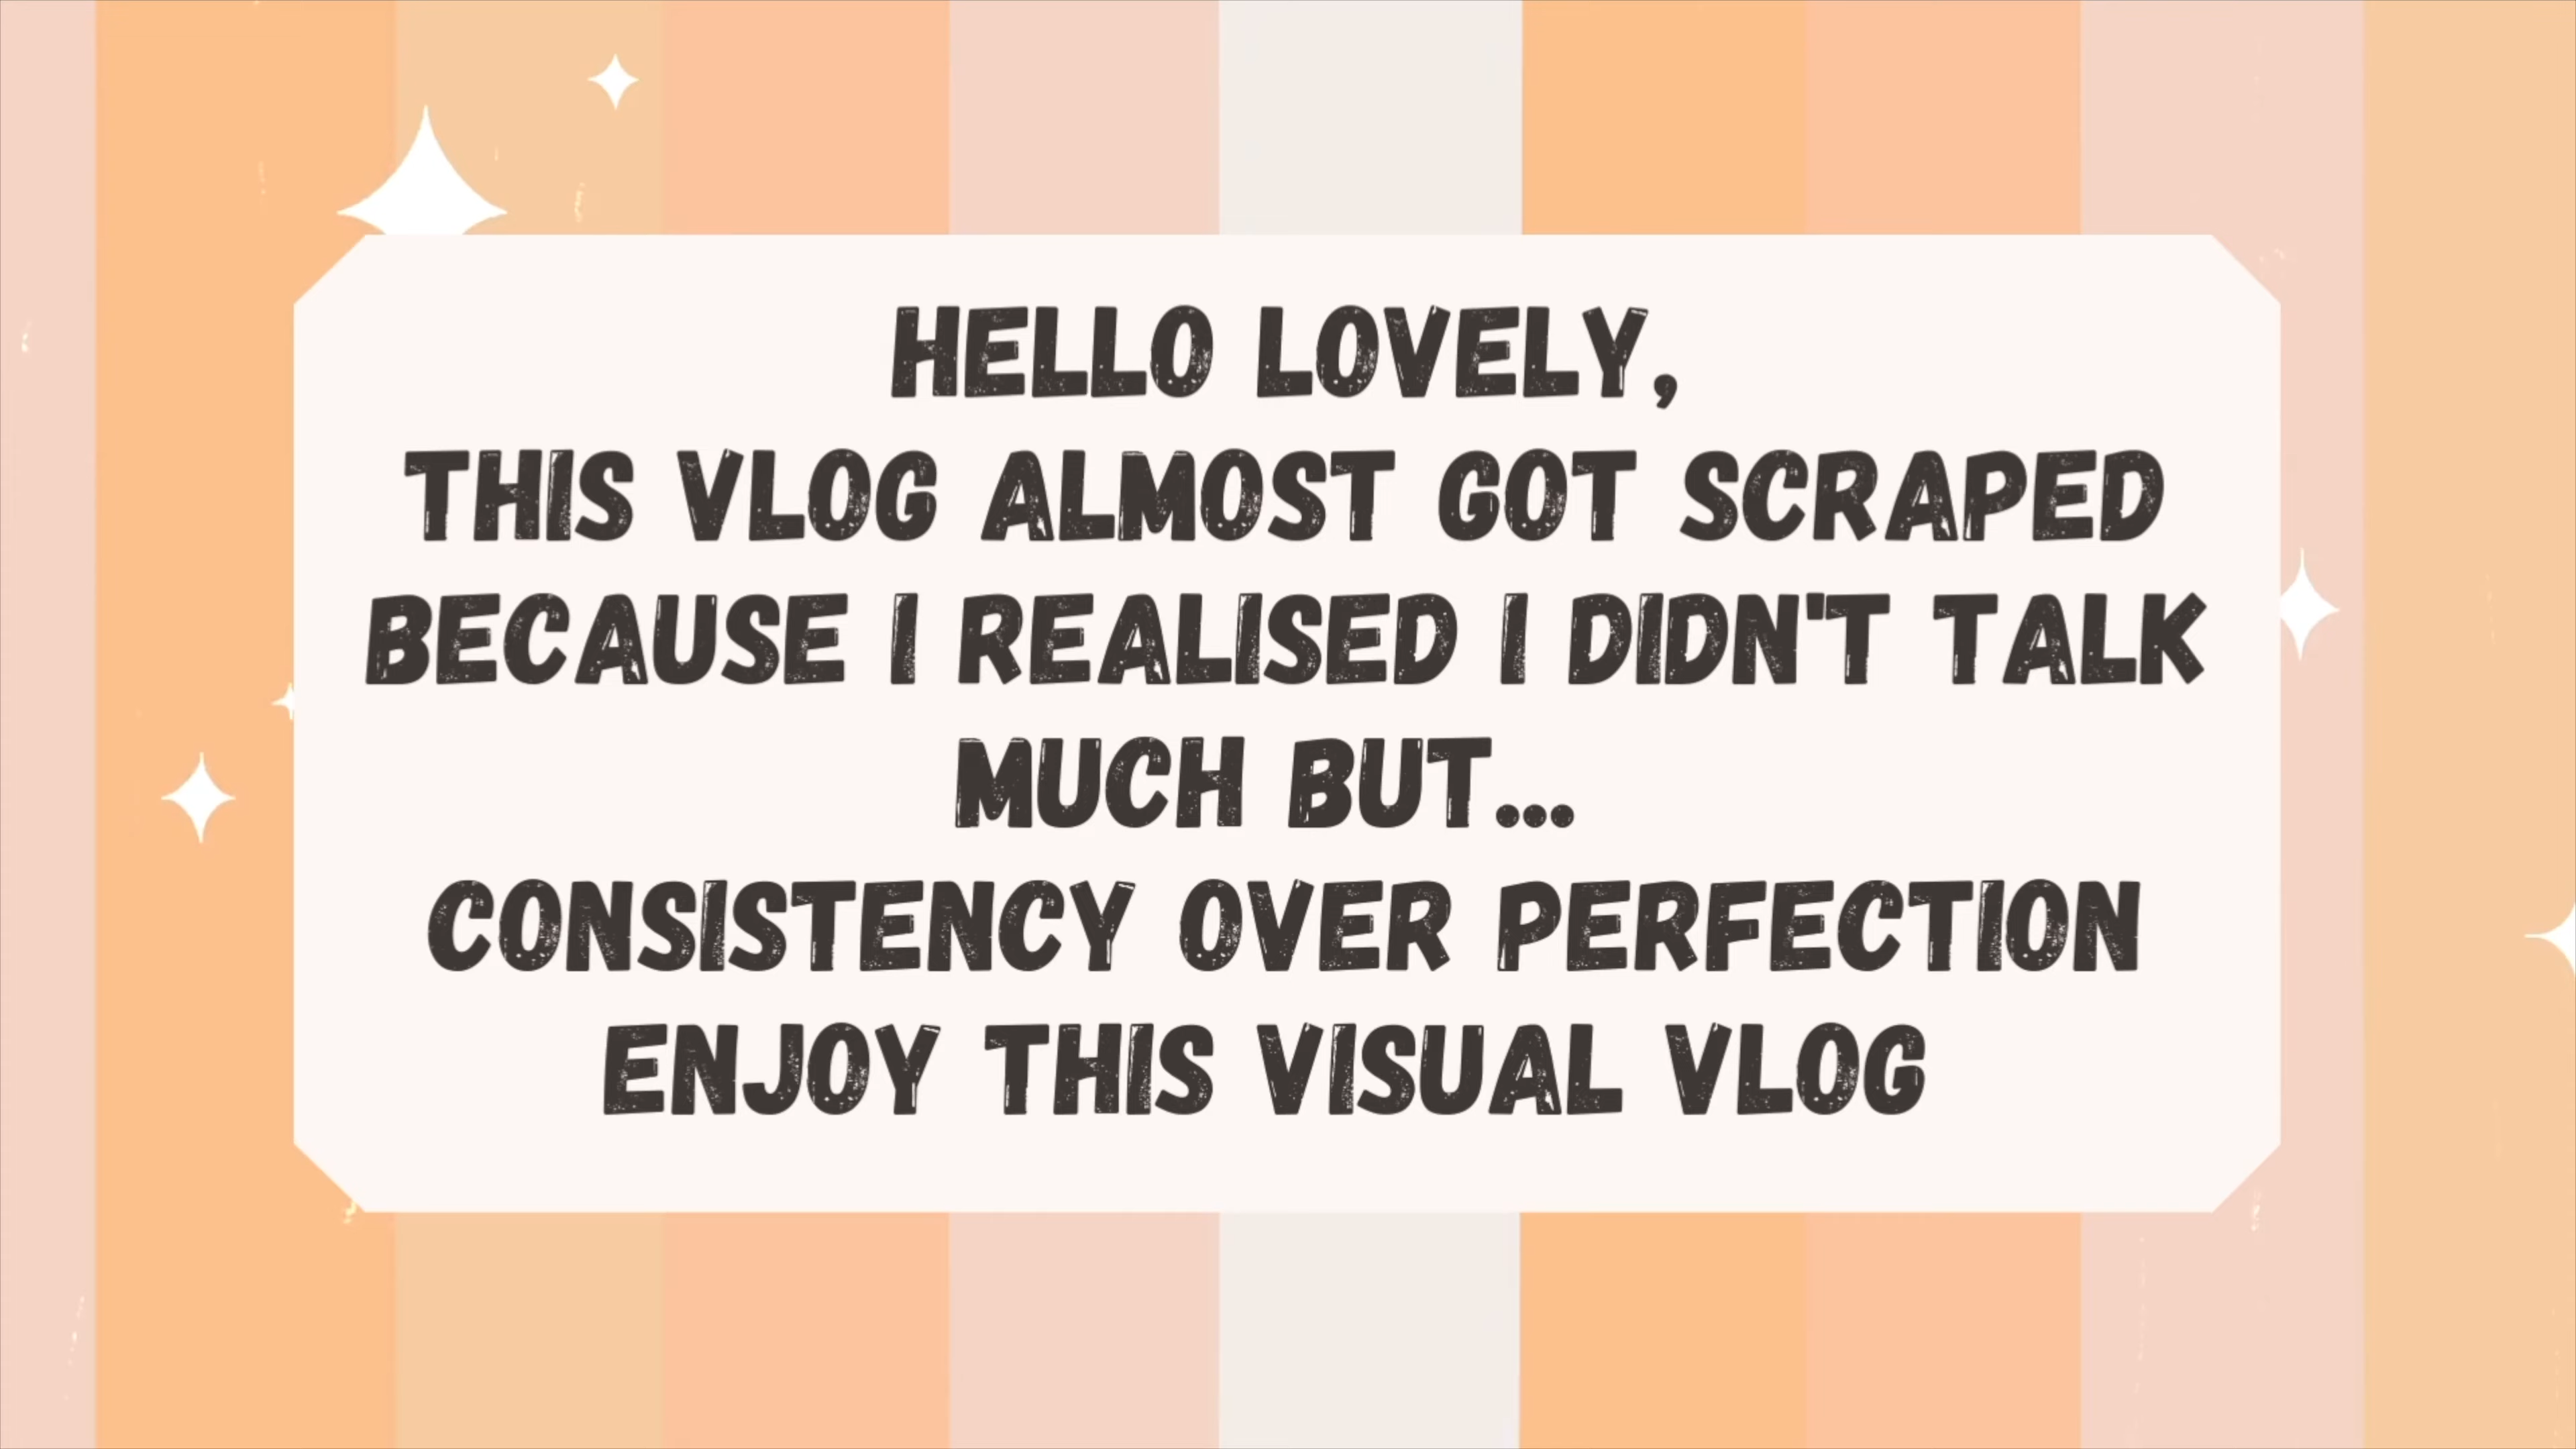 HELLO LOVELY,
THIS VLOG ALMOST GOT SCRAPED
BECAUSE I REALISED I DIDN'T TALK
MUCH BUT...
CONSISTENCY OVER PERFECTION
ENJOY THIS VISUAL VLOG